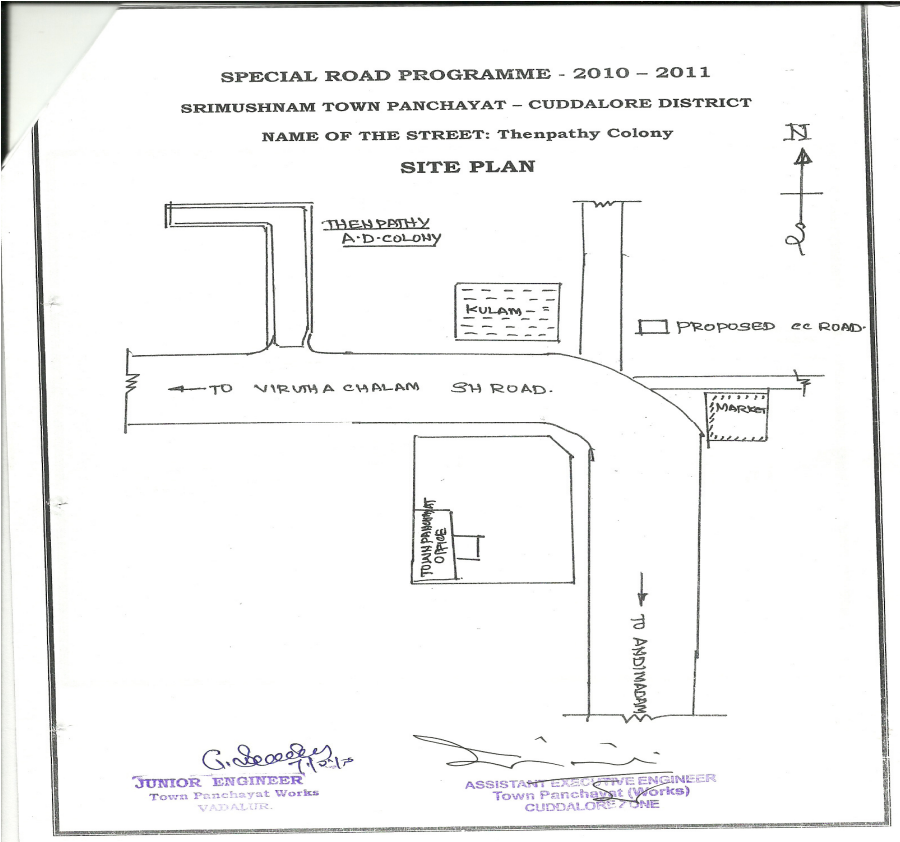 SPECIAL ROAD PROGRAMME - 2010 – 2011
SRIMUSHNAM TOWN PANCHAYAT – CUDDALORE DISTRICT
NAME OF THE STREET: Thenpathy Colony
SITE PLAN
N
THENPATHY
A.D.COLONY
KULAM
PROPOSED CC ROAD.
TO VIRUTHACHALAM SH ROAD.
MARKET
TOWN PANCHAYAT
OFFICE
TO ANDIMADAM
JUNIOR ENGINEER
Town Panchayat Works
VADALUR.
ASSISTANT EXECUTIVE ENGINEER
Town Panchayat (Works)
CUDDALORE ZONE